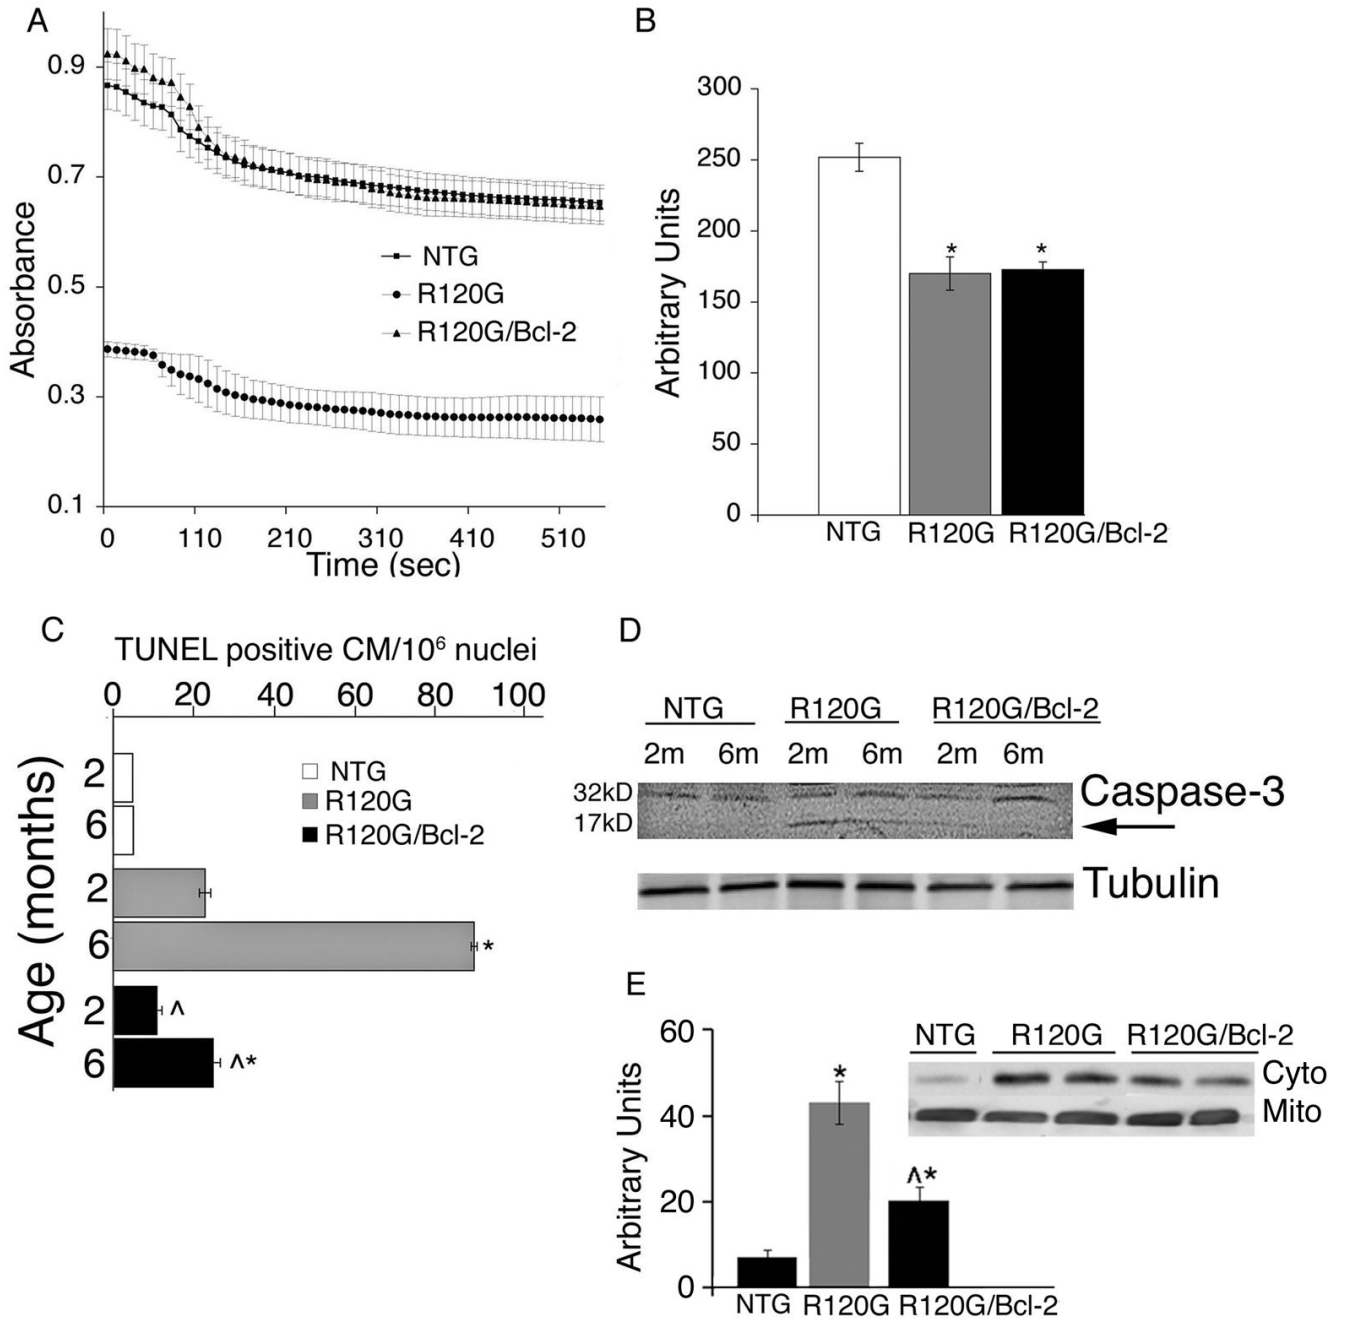 A
0.9
0.7
0.5
0.3
0.1
Absorbance
NTG
R120G
R120G/Bcl-2
0 110 210 310 410 510
Time (sec)
B
300
250
200
150
100
50
0
Arbitrary Units
* *
NTG R120G R120G/Bcl-2
C
TUNEL positive CM/10⁶ nuclei
0 20 40 60 80 100
Age (months)
2
6
2
6 *
2 ^
6 ^*
NTG
R120G
R120G/Bcl-2
D
NTG R120G R120G/Bcl-2
2m 6m 2m 6m 2m 6m
32kD
17kD
Caspase-3
Tubulin
E
60
40
20
0
Arbitrary Units
*
^*
NTG R120G R120G/Bcl-2
NTG R120G R120G/Bcl-2
Cyto
Mito